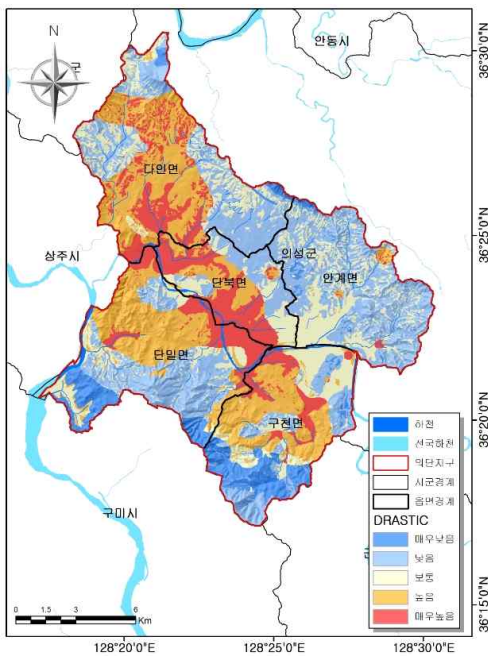 N
안동시
36°30'0"N
군
다인면
36°25'0"N
상주시
의성군
단북면
안계면
단밀면
36°20'0"N
구천면
하천
전국하천
시군경계
읍면경계
DRASTIC
구미시
매우낮음
낮음
보통
높음
매우높음
36°15'0"N
0 1.5 3 6
Km
128°20'0"E 128°25'0"E 128°30'0"E